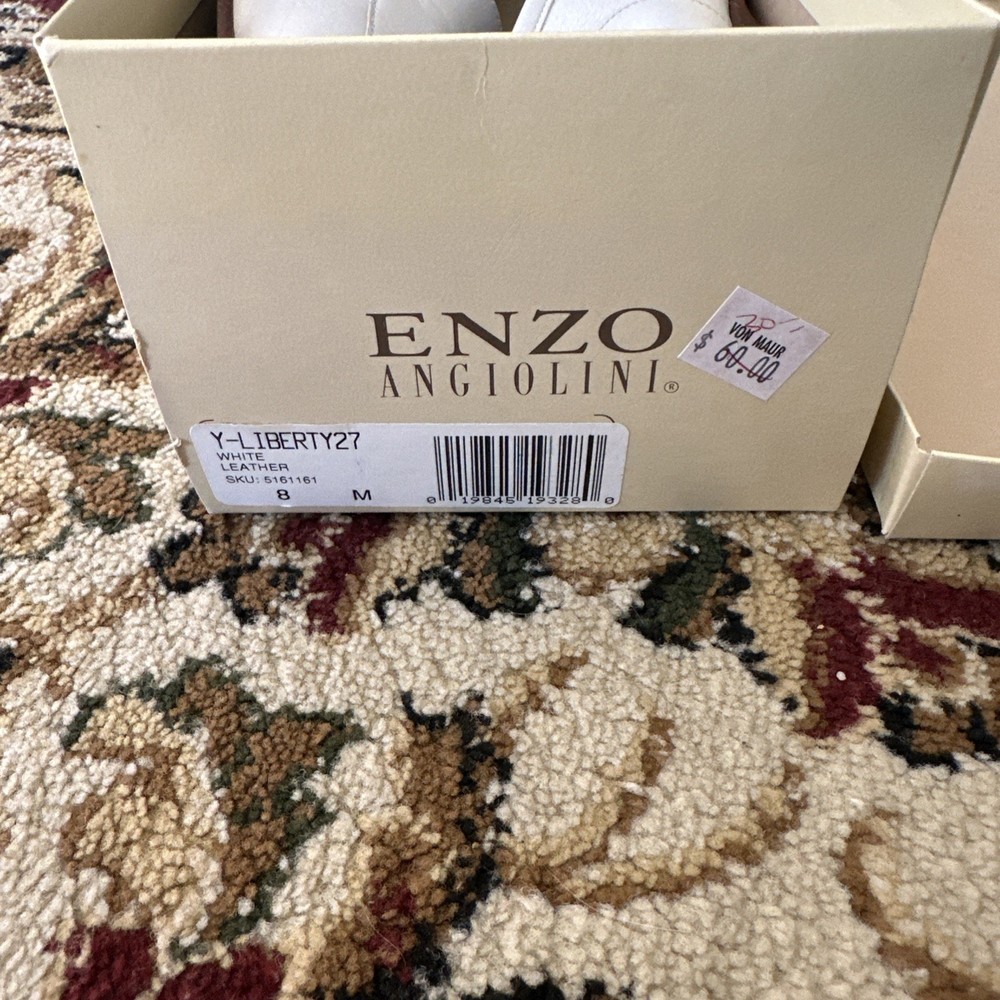 ENZO
ANGIOLINI®
VON MAUR
$ 60.00
Y-LIBERTY27
WHITE
LEATHER
SKU: 5161161
8 M
0 19845 19328 0